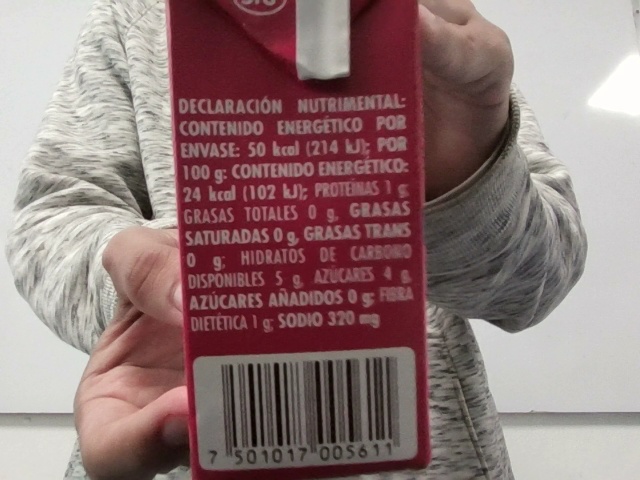 DECLARACIÓN NUTRIMENTAL:
CONTENIDO ENERGÉTICO POR
ENVASE: 50 kcal (214 kJ); POR
100 g: CONTENIDO ENERGÉTICO:
24 kcal (102 kJ); PROTEÍNAS 1 g;
GRASAS TOTALES 0 g, GRASAS
SATURADAS 0 g, GRASAS TRANS
0 g; HIDRATOS DE CARBONO
DISPONIBLES 5 g, AZÚCARES 4 g,
AZÚCARES AÑADIDOS 0 g; FIBRA
DIETÉTICA 1 g; SODIO 320 mg
7 501017 005611